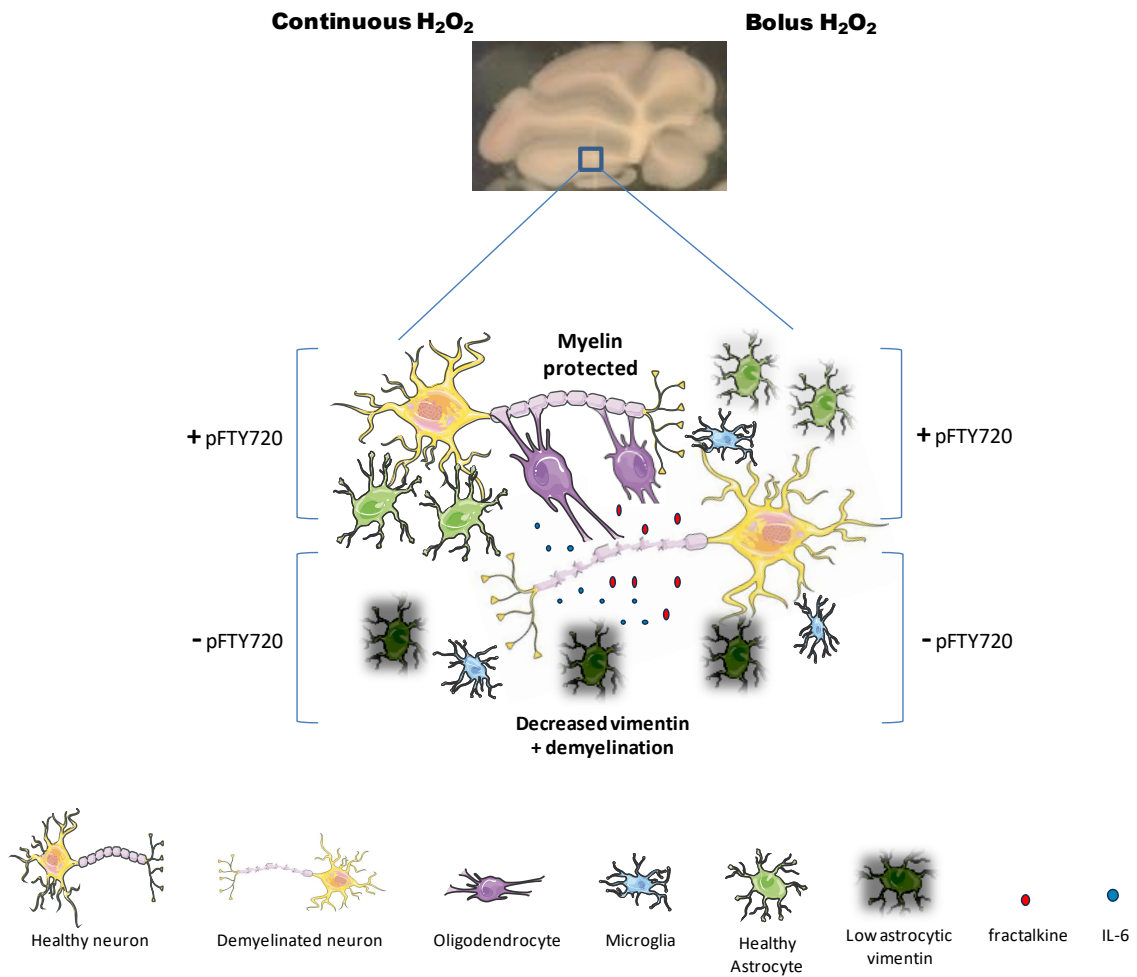 Continuous H₂O₂
Bolus H₂O₂
Myelin
protected
+ pFTY720
+ pFTY720
- pFTY720
- pFTY720
Decreased vimentin
+ demyelination
Healthy neuron
Demyelinated neuron
Oligodendrocyte
Microglia
Healthy
Astrocyte
Low astrocytic
vimentin
fractalkine
IL-6